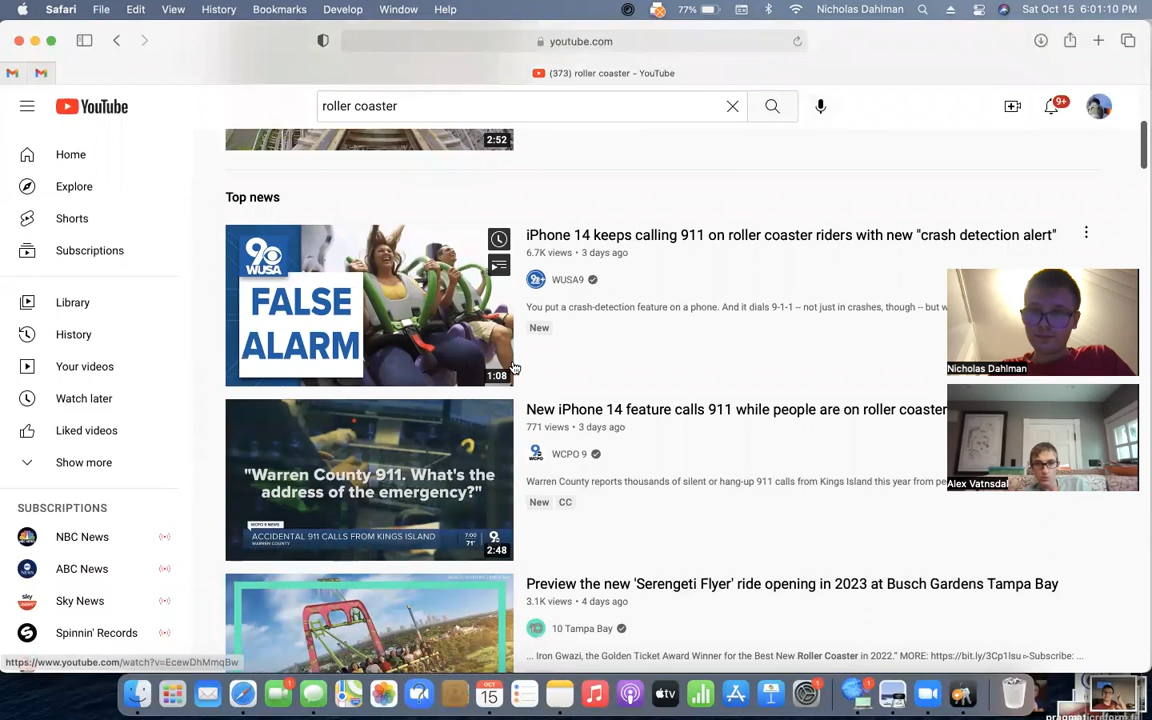 Safari File Edit View History Bookmarks Develop Window Help 77% Nicholas Dahlman Sat Oct 15 6:01:10 PM
youtube.com
(373) roller coaster - YouTube
YouTube
roller coaster
9+
Home
Explore
Shorts
Subscriptions
Library
History
Your videos
Watch later
Liked videos
Show more
SUBSCRIPTIONS
NBC News
ABC News
Sky News
Spinnin' Records
https://www.youtube.com/watch?v=EcewDhMmqBw
2:52
Top news
WUSA
FALSE
ALARM
1:08
iPhone 14 keeps calling 911 on roller coaster riders with new "crash detection alert"
6.7K views • 3 days ago
WUSA9
You put a crash-detection feature on a phone. And it dials 9-1-1 -- not just in crashes, though -- but w
New
"Warren County 911. What's the
address of the emergency?"
WCPO 9 NEWS
ACCIDENTAL 911 CALLS FROM KINGS ISLAND
WARREN COUNTY
7:00
71°
2:48
New iPhone 14 feature calls 911 while people are on roller coaster
771 views • 3 days ago
WCPO 9
Warren County reports thousands of silent or hang-up 911 calls from Kings Island this year from pe
New CC
Preview the new 'Serengeti Flyer' ride opening in 2023 at Busch Gardens Tampa Bay
3.1K views • 4 days ago
10 Tampa Bay
... Iron Gwazi, the Golden Ticket Award Winner for the Best New Roller Coaster in 2022." MORE: https://bit.ly/3Cp1Isu ▻Subscribe: ...
Nicholas Dahlman
Alex Vatnsdal
OCT
15
tv